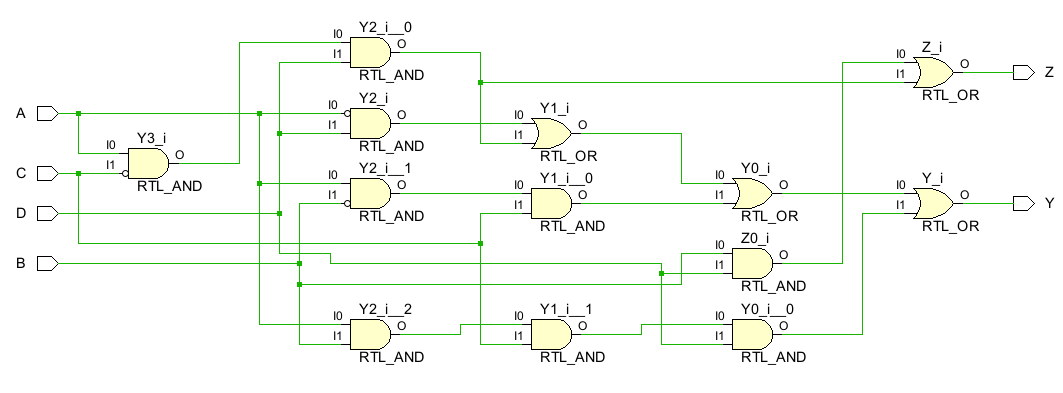 Y2_i__0
I0
I1
O
RTL_AND
Z_i
I0
I1
O
RTL_OR
Z
A
Y2_i
I0
I1
O
RTL_AND
Y1_i
I0
I1
O
RTL_OR
Y3_i
I0
I1
O
RTL_AND
C
Y2_i__1
I0
I1
O
RTL_AND
Y1_i__0
I0
I1
O
RTL_AND
Y0_i
I0
I1
O
RTL_OR
Y_i
I0
I1
O
RTL_OR
Y
D
B
Z0_i
I0
I1
O
RTL_AND
Y2_i__2
I0
I1
O
RTL_AND
Y1_i__1
I0
I1
O
RTL_AND
Y0_i__0
I0
I1
O
RTL_AND